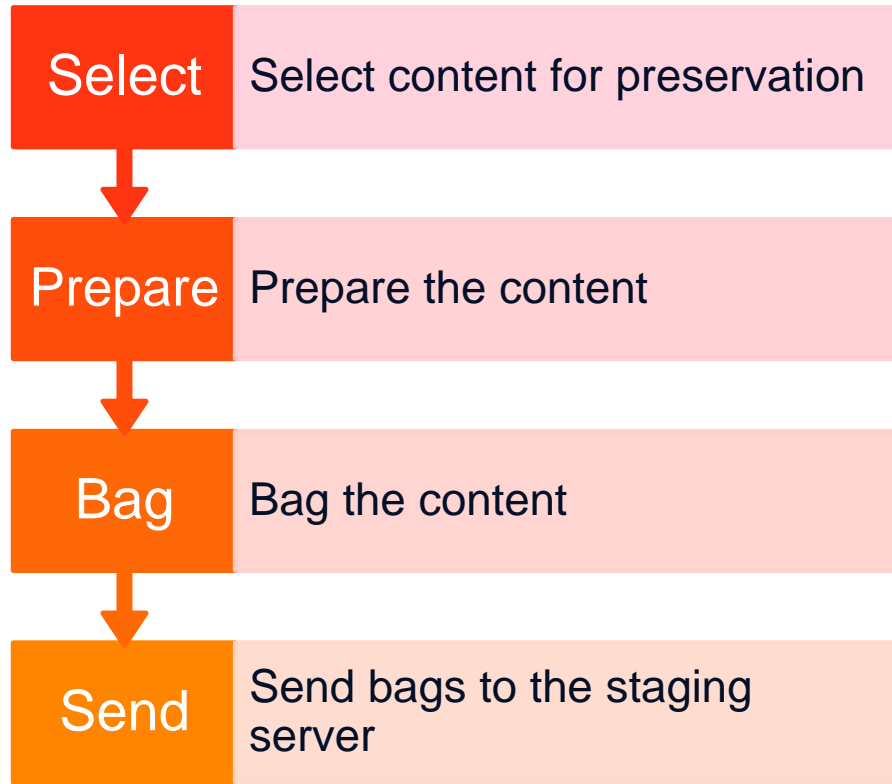 Select
Select content for preservation
Prepare
Prepare the content
Bag
Bag the content
Send
Send bags to the staging
server